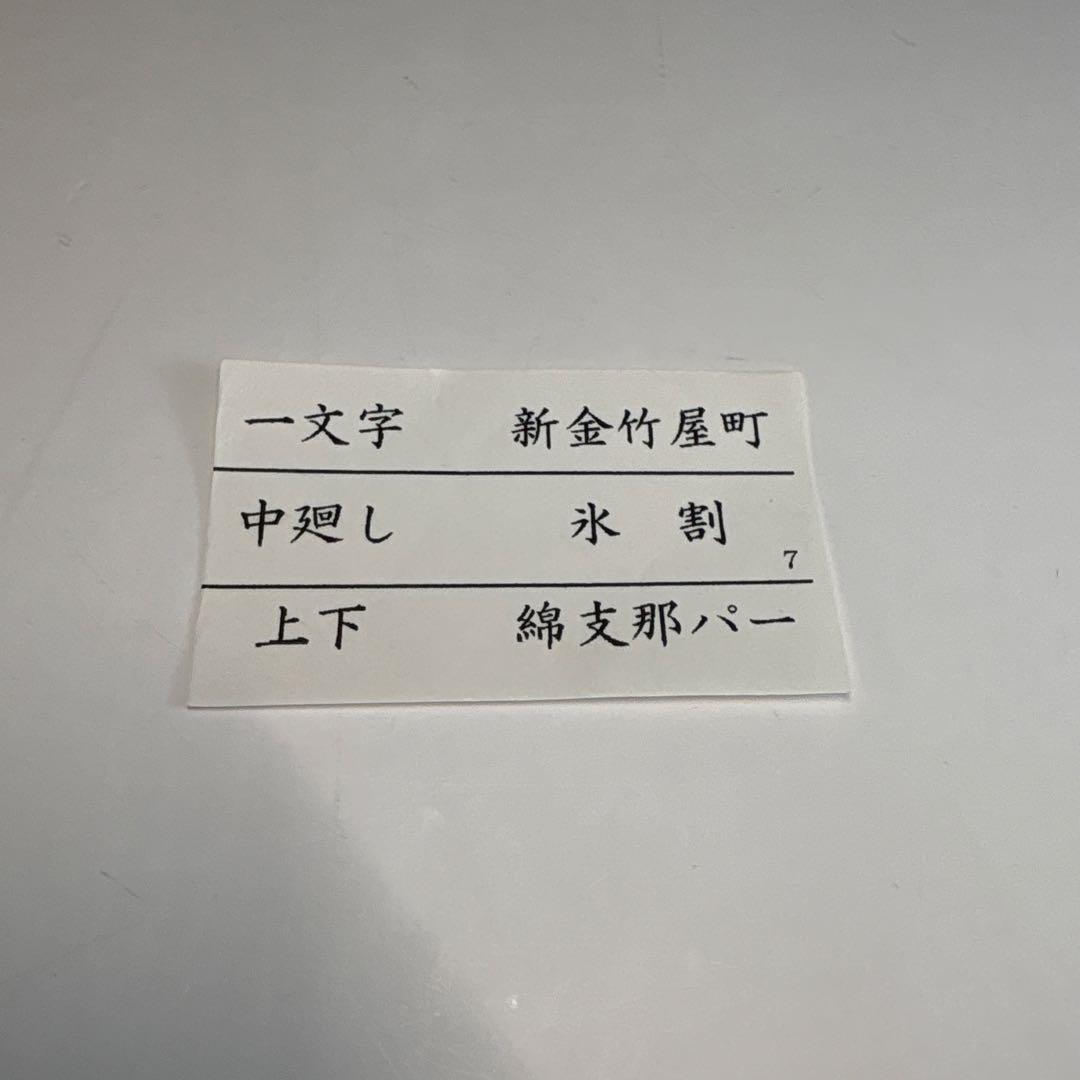 一文字　新金竹屋町
中廻し　氷　割
7
上下　綿支那パー